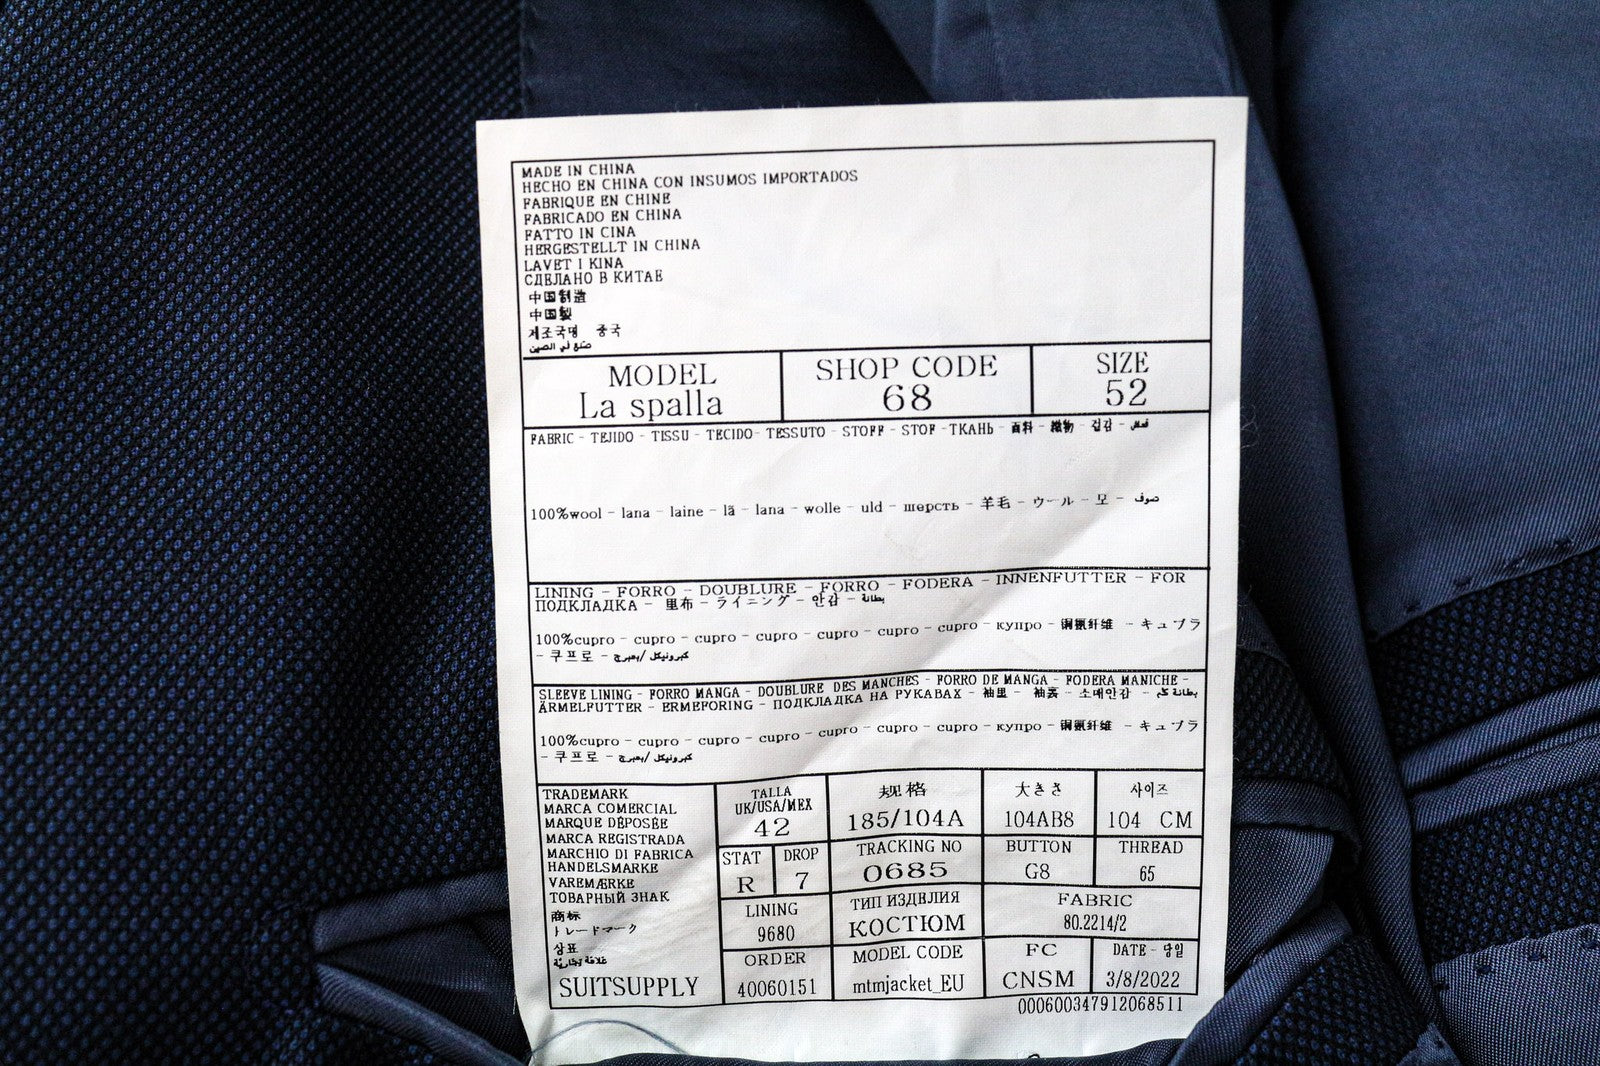 MADE IN CHINA
HECHO EN CHINA CON INSUMOS IMPORTADOS
FABRIQUE EN CHINE
FABRICADO EN CHINA
FATTO IN CINA
HERGESTELLT IN CHINA
LAVET I KINA
СДЕЛАНО В КИТАЕ
中国制造
中国製
제조국명 중국
صنع في الصين
MODEL
La spalla
SHOP CODE
68
SIZE
52
FABRIC - TEJIDO - TISSU - TECIDO - TESSUTO - STOFF - STOF - ТКАНЬ - 面料 - 織物 - 겉감 - قماش
100%wool - lana - laine - lã - lana - wolle - uld - шерсть - 羊毛 - ウール - 모 - صوف
LINING - FORRO - DOUBLURE - FORRO - FODERA - INNENFUTTER - FOR
ПОДКЛАДКА - 里布 - ライニング - 안감 - بطانة
100%cupro - cupro - cupro - cupro - cupro - cupro - cupro - купро - 铜氨纤维 - キュプラ
- 쿠프로 - كبرونيكل /بمبرج
SLEEVE LINING - FORRO MANGA - DOUBLURE DES MANCHES - FORRO DE MANGA - FODERA MANICHE -
ÄRMELFUTTER - ERMEFORING - ПОДКЛАДКА НА РУКАВАХ - 袖里 - 袖裏 - 소매안감 - بطانة كم
100%cupro - cupro - cupro - cupro - cupro - cupro - cupro - купро - 铜氨纤维 - キュプラ
- 쿠프로 - كبرونيكل /بمبرج
TRADEMARK
MARCA COMERCIAL
MARQUE DÉPOSÉE
MARCA REGISTRADA
MARCHIO DI FABRICA
HANDELSMARKE
VAREMÆRKE
ТОВАРНЫЙ ЗНАК
商标
トレードマーク
상표
علامة تجارية
SUITSUPPLY
TALLA
UK/USA/MEX
42
规格
185/104A
大きさ
104AB8
사이즈
104 CM
STAT
R
DROP
7
TRACKING NO
0685
BUTTON
G8
THREAD
65
LINING
9680
ТИП ИЗДЕЛИЯ
КОСТЮМ
FABRIC
80.2214/2
ORDER
40060151
MODEL CODE
mtmjacket_EU
FC
CNSM
DATE - 당일
3/8/2022
000600347912068511